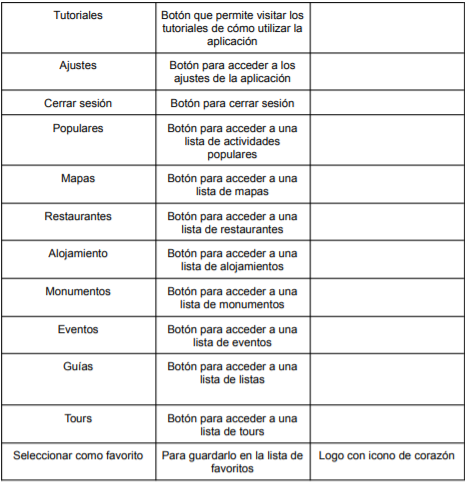 Tutoriales
Botón que permite visitar los
tutoriales de cómo utilizar la
aplicación
Ajustes
Botón para acceder a los
ajustes de la aplicación
Cerrar sesión
Botón para cerrar sesión
Populares
Botón para acceder a una
lista de actividades
populares
Mapas
Botón para acceder a una
lista de mapas
Restaurantes
Botón para acceder a una
lista de restaurantes
Alojamiento
Botón para acceder a una
lista de alojamientos
Monumentos
Botón para acceder a una
lista de monumentos
Eventos
Botón para acceder a una
lista de eventos
Guías
Botón para acceder a una
lista de listas
Tours
Botón para acceder a una
lista de tours
Seleccionar como favorito
Para guardarlo en la lista de
favoritos
Logo con icono de corazón